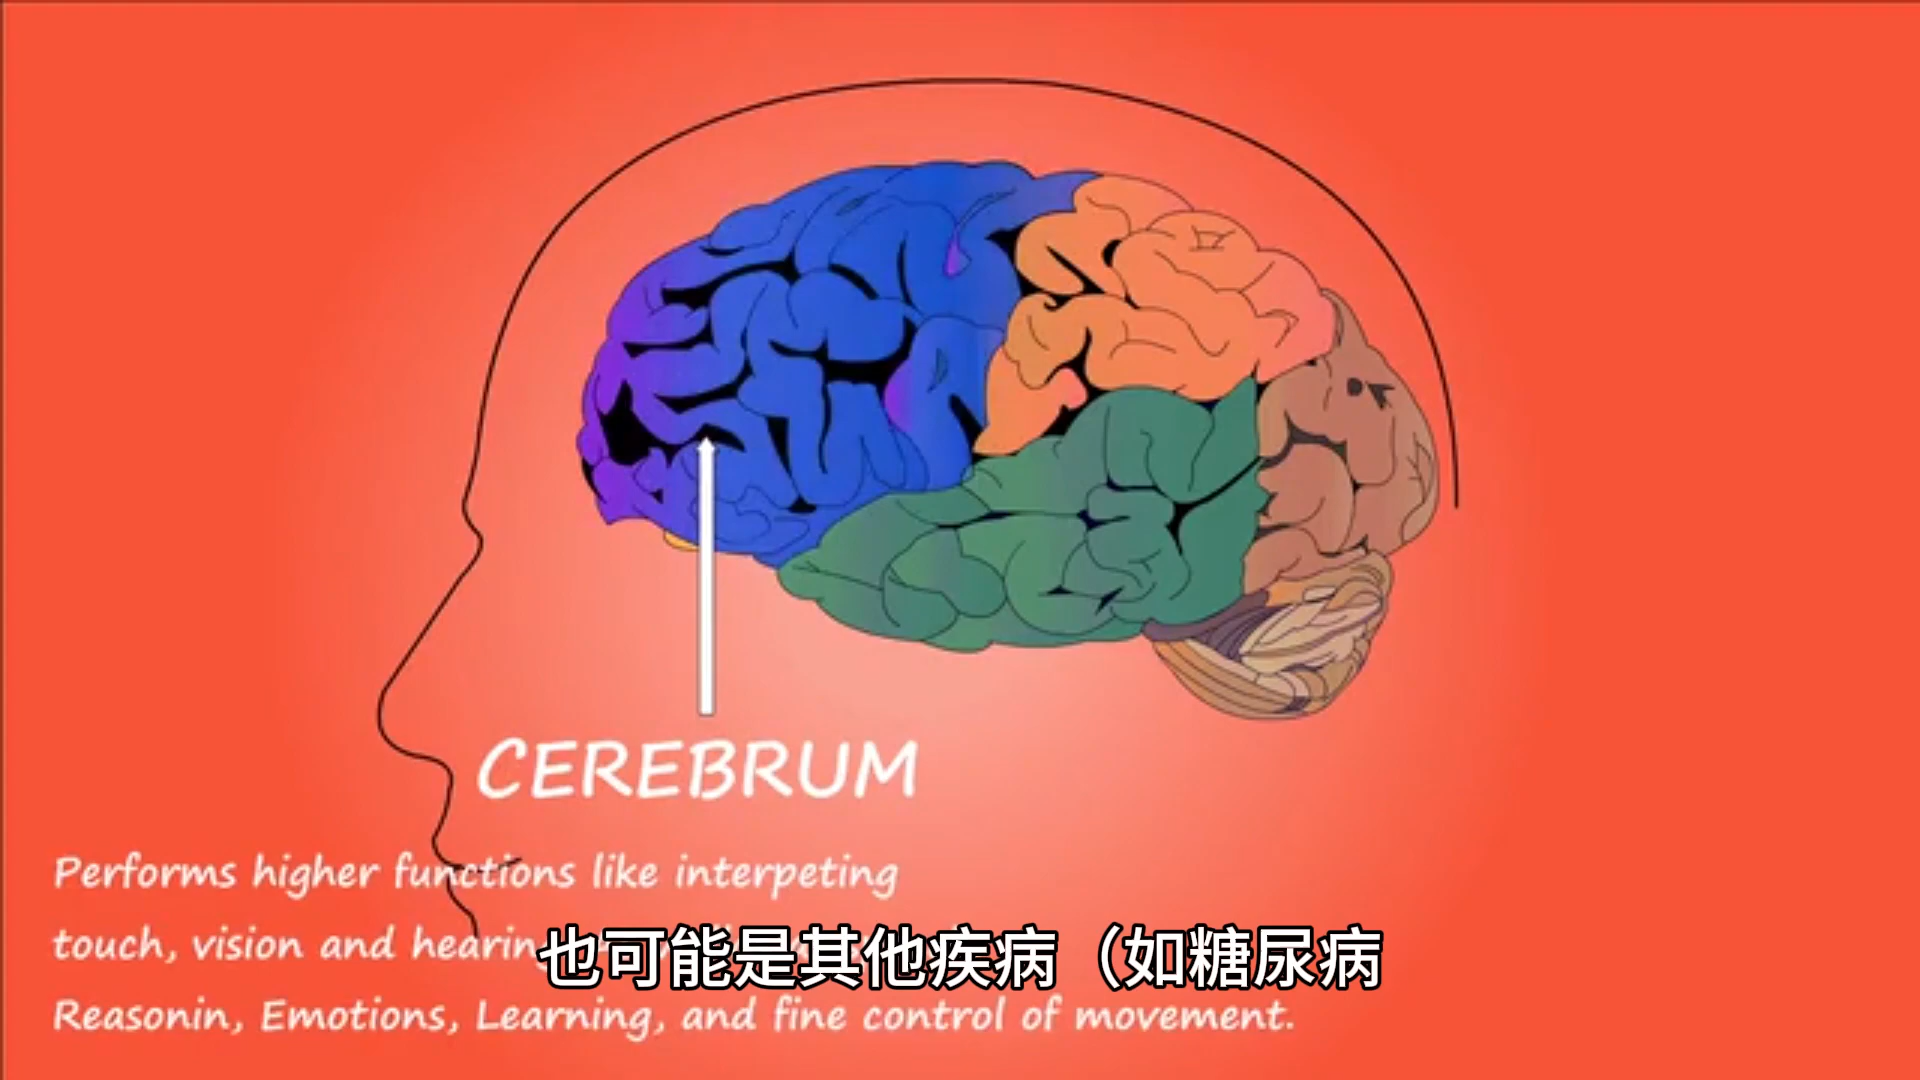 CEREBRUM
Performs higher functions like interpeting
touch, vision and hearing
也可能是其他疾病（如糖尿病
Reasonin, Emotions, Learning, and fine control of movement.